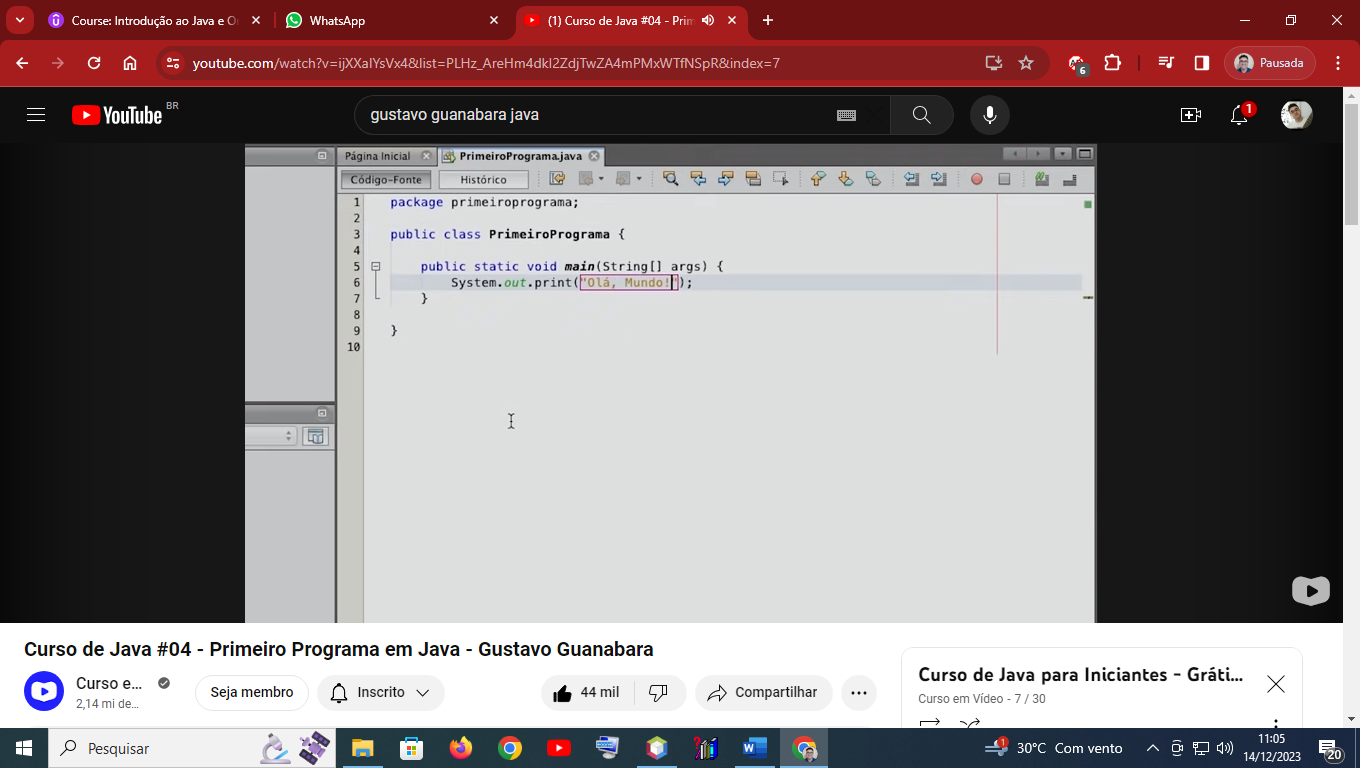 Course: Introdução ao Java e O
WhatsApp
(1) Curso de Java #04 - Prim
youtube.com/watch?v=ijXXalYsVx4&list=PLHz_AreHm4dkI2ZdjTwZA4mPMxWTfNSpR&index=7
6
Pausada
YouTube BR
gustavo guanabara java
1
Página Inicial
PrimeiroPrograma.java
Código-Fonte
Histórico
1 package primeiroprograma;
2
3 public class PrimeiroPrograma {
4
5 public static void main(String[] args) {
6 System.out.print("Olá, Mundo!");
7 }
8
9 }
10
Curso de Java #04 - Primeiro Programa em Java - Gustavo Guanabara
Curso e...
2,14 mi de...
Seja membro
Inscrito
44 mil
Compartilhar
Curso de Java para Iniciantes - Gráti...
Curso em Vídeo - 7 / 30
Pesquisar
1
30°C Com vento
11:05
14/12/2023
20